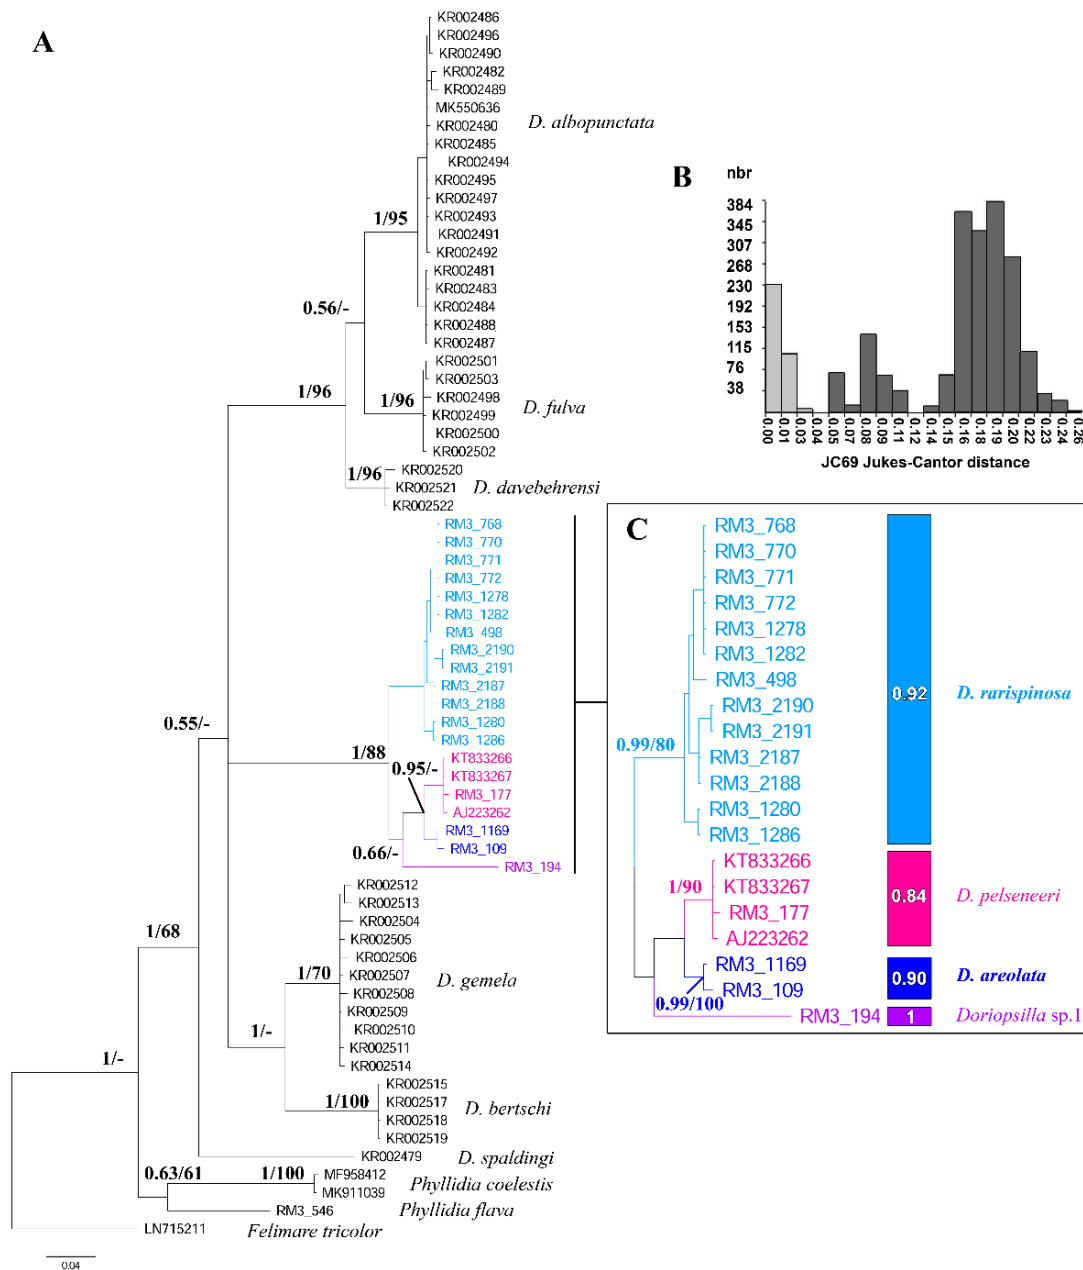 A
KR002486
KR002496
KR002490
KR002482
KR002489
MK550636
KR002480
KR002485
KR002494
KR002495
KR002497
KR002493
KR002491
KR002492
KR002481
KR002483
KR002484
KR002488
KR002487
D. albopunctata
1/95
0.56/-
KR002501
KR002503
KR002498
KR002499
KR002500
KR002502
D. fulva
1/96
1/96
KR002520
KR002521
KR002522
D. davebehrensi
1/96
RM3_768
RM3_770
RM3_771
RM3_772
RM3_1278
RM3_1282
RM3_498
RM3_2190
RM3_2191
RM3_2187
RM3_2188
RM3_1280
RM3_1286
0.55/-
1/88
0.95/-
KT833266
KT833267
RM3_177
AJ223262
RM3_1169
RM3_109
0.66/-
RM3_194
KR002512
KR002513
KR002504
KR002505
KR002506
KR002507
KR002508
KR002509
KR002510
KR002511
KR002514
D. gemela
1/68
1/70
1/-
1/-
KR002515
KR002517
KR002518
KR002519
D. bertschi
1/100
KR002479
D. spaldingi
0.63/61
1/100
MF958412
MK911039
Phyllidia coelestis
RM3_546
Phyllidia flava
LN715211
Felimare tricolor
0.04
B
nbr
384
345
307
268
230
192
153
115
76
38
0.00
0.01
0.03
0.04
0.05
0.07
0.08
0.09
0.11
0.12
0.14
0.15
0.16
0.18
0.19
0.20
0.22
0.23
0.24
0.26
JC69 Jukes-Cantor distance
C
RM3_768
RM3_770
RM3_771
RM3_772
RM3_1278
RM3_1282
RM3_498
RM3_2190
RM3_2191
RM3_2187
RM3_2188
RM3_1280
RM3_1286
0.99/80
0.92
D. rarispinosa
KT833266
KT833267
RM3_177
AJ223262
1/90
0.84
D. pelseneeri
RM3_1169
RM3_109
0.99/100
0.90
D. areolata
RM3_194
1
Doriopsilla sp.1